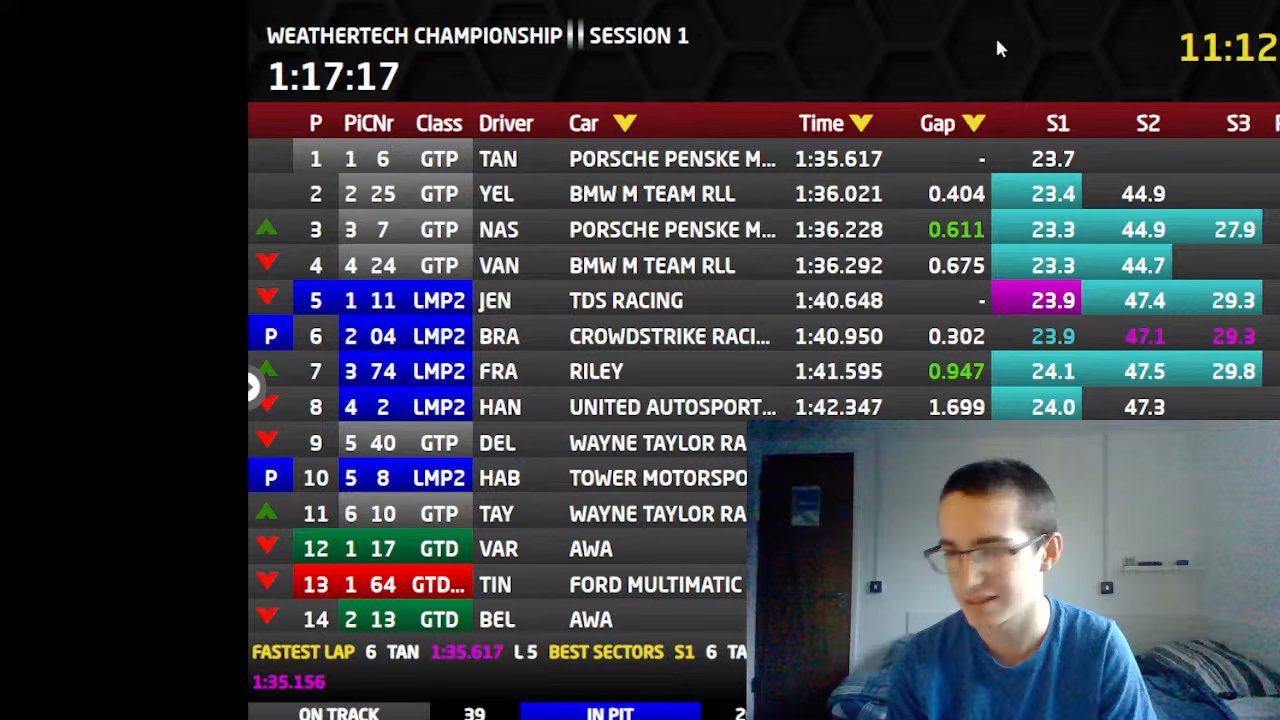 WEATHERTECH CHAMPIONSHIP SESSION 1
1:17:17
11:12
P PiC Nr Class Driver Car Time Gap S1 S2 S3
1 1 6 GTP TAN PORSCHE PENSKE M... 1:35.617 - 23.7
2 2 25 GTP YEL BMW M TEAM RLL 1:36.021 0.404 23.4 44.9
3 3 7 GTP NAS PORSCHE PENSKE M... 1:36.228 0.611 23.3 44.9 27.9
4 4 24 GTP VAN BMW M TEAM RLL 1:36.292 0.675 23.3 44.7
5 1 11 LMP2 JEN TDS RACING 1:40.648 - 23.9 47.4 29.3
P 6 2 04 LMP2 BRA CROWDSTRIKE RACI... 1:40.950 0.302 23.9 47.1 29.3
7 3 74 LMP2 FRA RILEY 1:41.595 0.947 24.1 47.5 29.8
8 4 2 LMP2 HAN UNITED AUTOSPORT... 1:42.347 1.699 24.0 47.3
9 5 40 GTP DEL WAYNE TAYLOR RA
P 10 5 8 LMP2 HAB TOWER MOTORSPO
11 6 10 GTP TAY WAYNE TAYLOR RA
12 1 17 GTD VAR AWA
13 1 64 GTD... TIN FORD MULTIMATIC
14 2 13 GTD BEL AWA
FASTEST LAP 6 TAN 1:35.617 L 5 BEST SECTORS S1 6 TA
1:35.156
ON TRACK 39 IN PIT